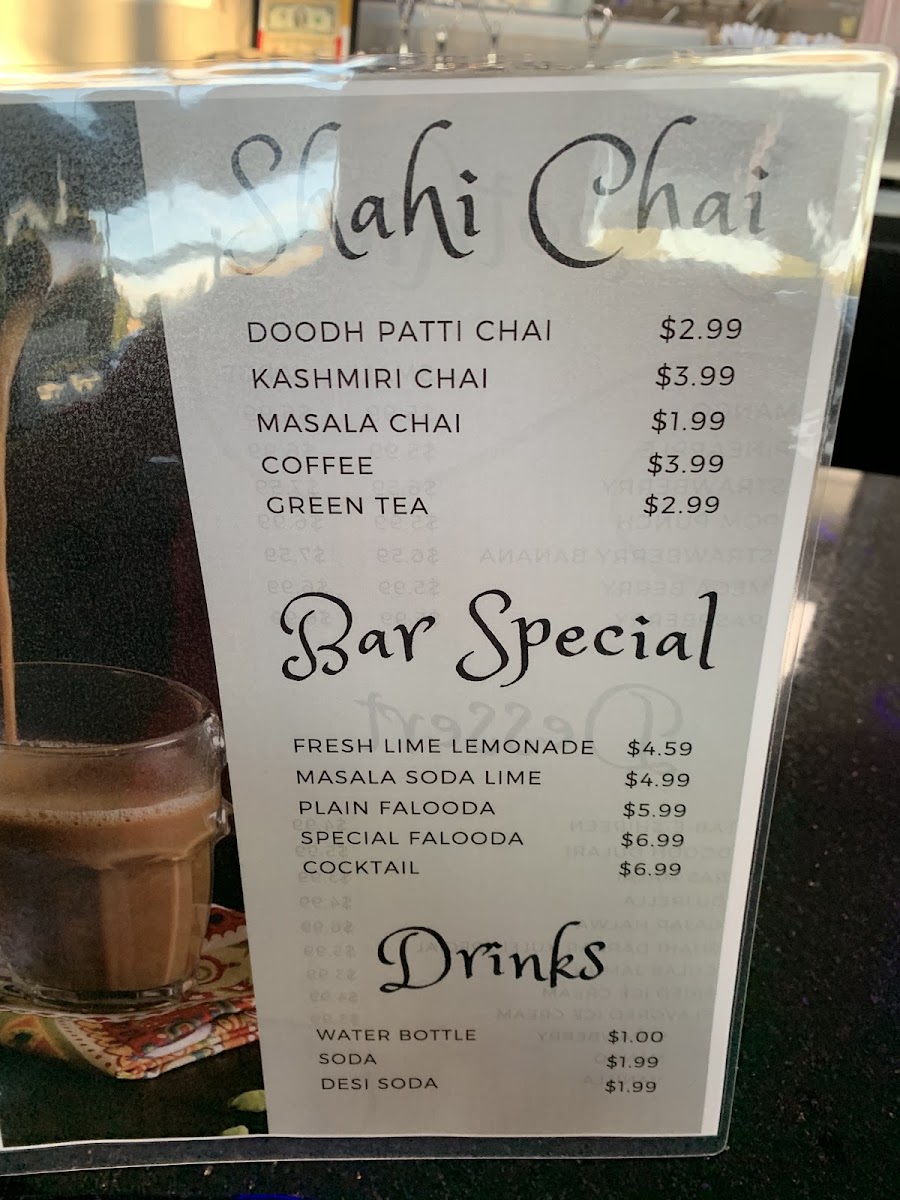 Shahi Chai
DOODH PATTI CHAI $2.99
KASHMIRI CHAI $3.99
MASALA CHAI $1.99
COFFEE $3.99
GREEN TEA $2.99
Bar Special
FRESH LIME LEMONADE $4.59
MASALA SODA LIME $4.99
PLAIN FALOODA $5.99
SPECIAL FALOODA $6.99
COCKTAIL $6.99
Drinks
WATER BOTTLE $1.00
SODA $1.99
DESI SODA $1.99